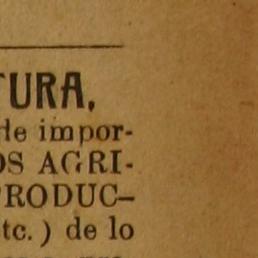 TURA.
de impor-
OS AGRI-
PRODUC-
tc.) de lo